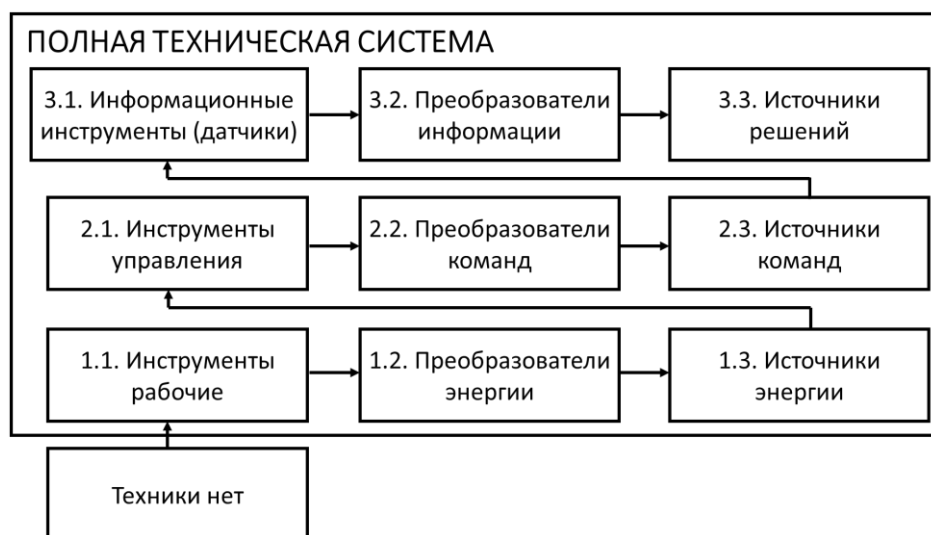 ПОЛНАЯ ТЕХНИЧЕСКАЯ СИСТЕМА
3.1. Информационные
инструменты (датчики)
3.2. Преобразователи
информации
3.3. Источники
решений
2.1. Инструменты
управления
2.2. Преобразователи
команд
2.3. Источники
команд
1.1. Инструменты
рабочие
1.2. Преобразователи
энергии
1.3. Источники
энергии
Техники нет